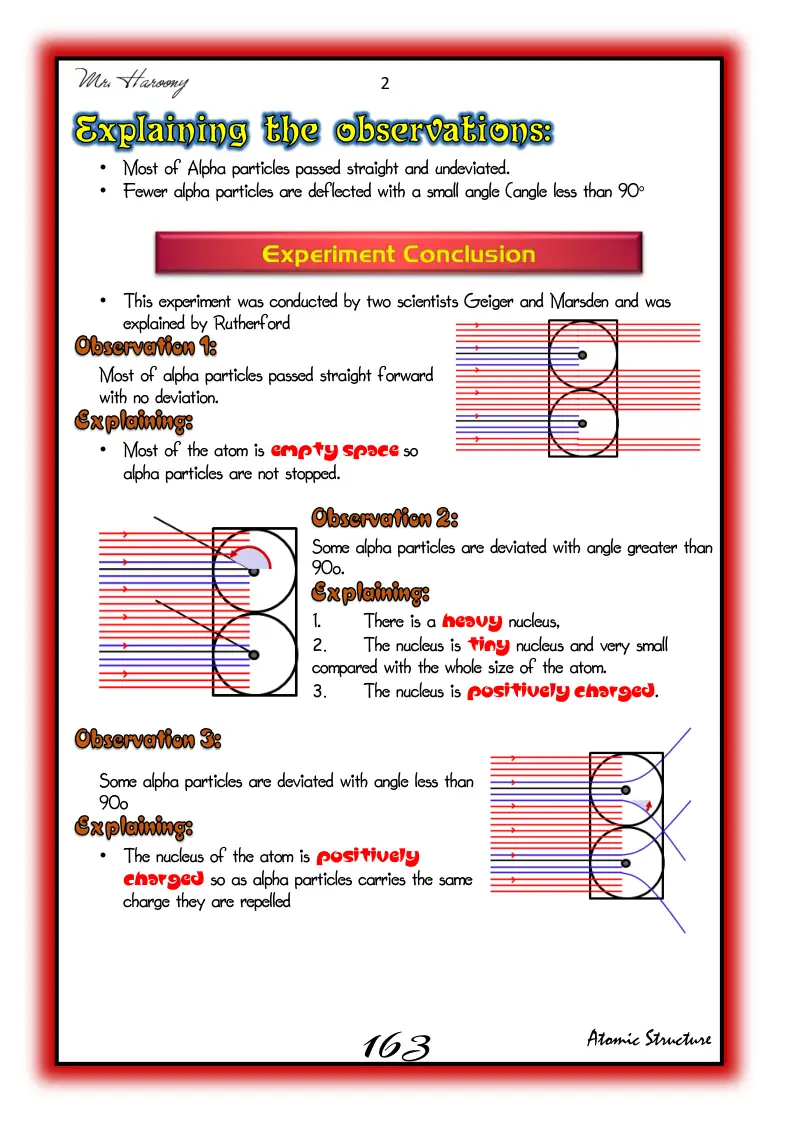 Mr. Haroony
2
Explaining the observations:
• Most of Alpha particles passed straight and undeviated.
• Fewer alpha particles are deflected with a small angle (angle less than 90°
Experiment Conclusion
• This experiment was conducted by two scientists Geiger and Marsden and was
explained by Rutherford
Observation 1:
Most of alpha particles passed straight forward
with no deviation.
Explaining:
• Most of the atom is empty space so
alpha particles are not stopped.
Observation 2:
Some alpha particles are deviated with angle greater than
90o.
Explaining:
1. There is a heavy nucleus,
2. The nucleus is tiny nucleus and very small
compared with the whole size of the atom.
3. The nucleus is positively charged.
Observation 3:
Some alpha particles are deviated with angle less than
90o
Explaining:
• The nucleus of the atom is positively
charged so as alpha particles carries the same
charge they are repelled
163
Atomic Structure